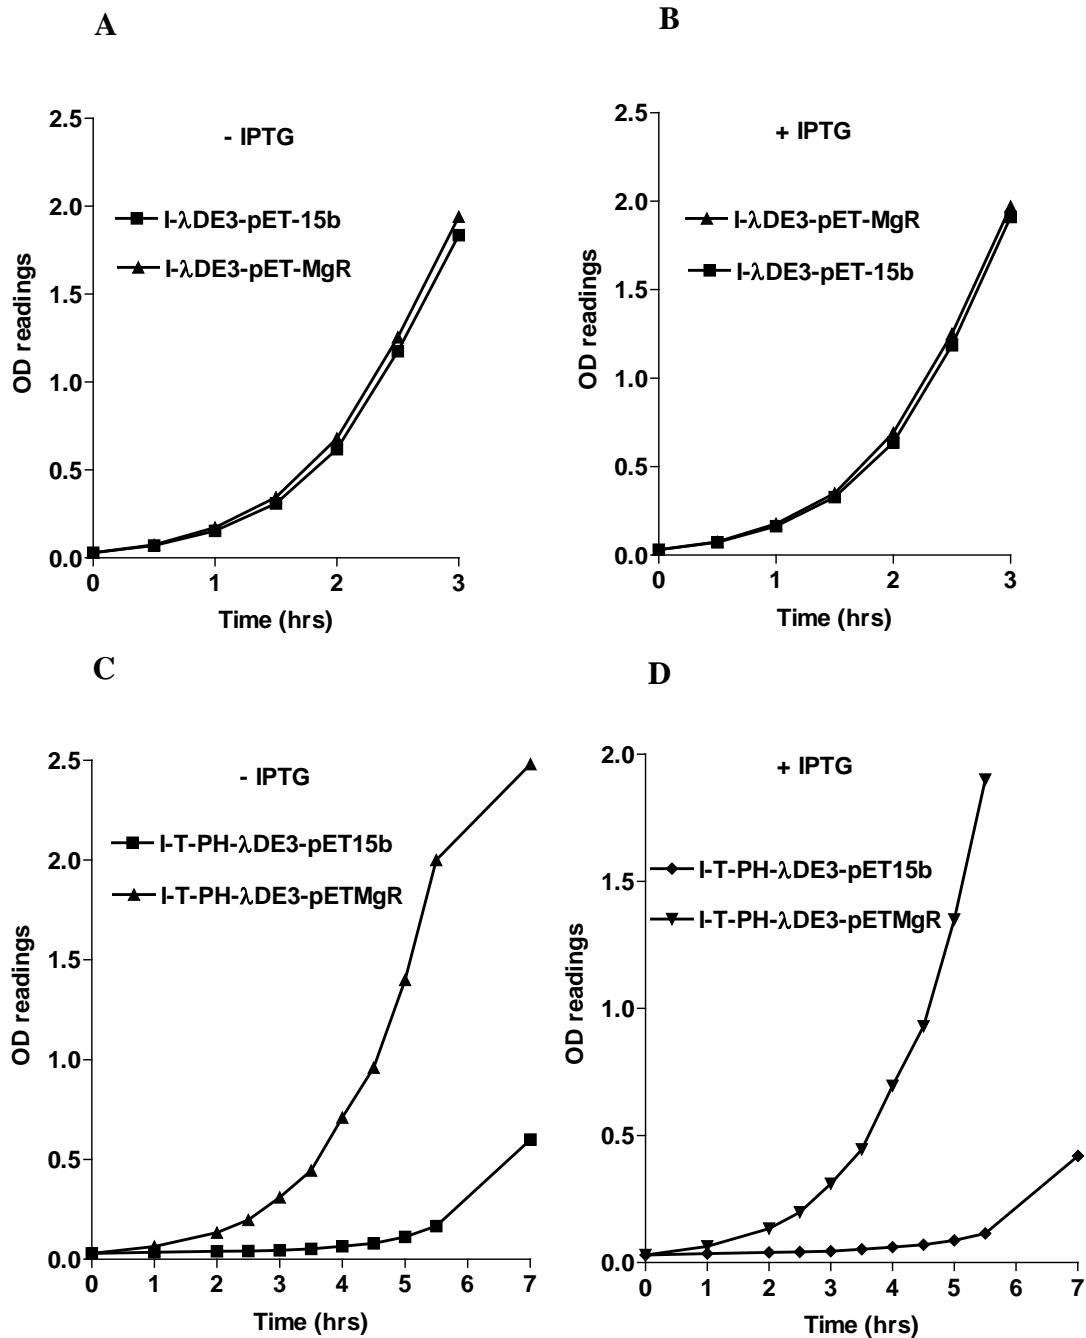 A
B
- IPTG
+ IPTG
I-λDE3-pET-15b
I-λDE3-pET-MgR
I-λDE3-pET-MgR
I-λDE3-pET-15b
OD readings
2.5
2.0
1.5
1.0
0.5
0.0
0 1 2 3
Time (hrs)
OD readings
2.5
2.0
1.5
1.0
0.5
0.0
0 1 2 3
Time (hrs)
C
D
- IPTG
+ IPTG
I-T-PH-λDE3-pET15b
I-T-PH-λDE3-pETMgR
I-T-PH-λDE3-pET15b
I-T-PH-λDE3-pETMgR
OD readings
2.5
2.0
1.5
1.0
0.5
0.0
0 1 2 3 4 5 6 7
Time (hrs)
OD readings
2.0
1.5
1.0
0.5
0.0
0 1 2 3 4 5 6 7
Time (hrs)